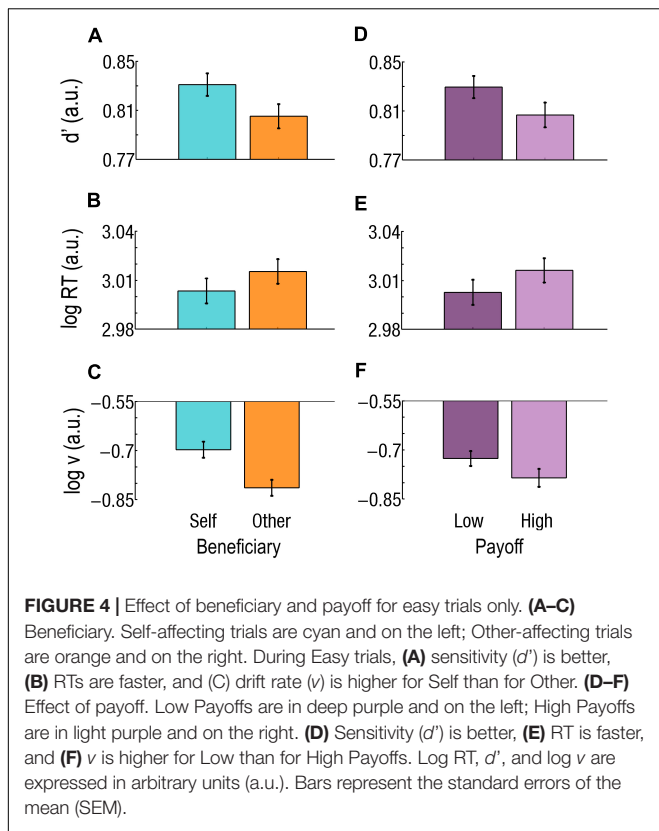 A
D
0.85
0.81
0.77
d' (a.u.)
0.85
0.81
0.77
B
E
3.04
3.01
2.98
log RT (a.u.)
3.04
3.01
2.98
C
F
−0.55
−0.7
−0.85
log v (a.u.)
−0.55
−0.7
−0.85
Self Other
Beneficiary
Low High
Payoff
FIGURE 4 | Effect of beneficiary and payoff for easy trials only. (A–C)
Beneficiary. Self-affecting trials are cyan and on the left; Other-affecting trials
are orange and on the right. During Easy trials, (A) sensitivity (d') is better,
(B) RTs are faster, and (C) drift rate (v) is higher for Self than for Other. (D–F)
Effect of payoff. Low Payoffs are in deep purple and on the left; High Payoffs
are in light purple and on the right. (D) Sensitivity (d') is better, (E) RT is faster,
and (F) v is higher for Low than for High Payoffs. Log RT, d', and log v are
expressed in arbitrary units (a.u.). Bars represent the standard errors of the
mean (SEM).